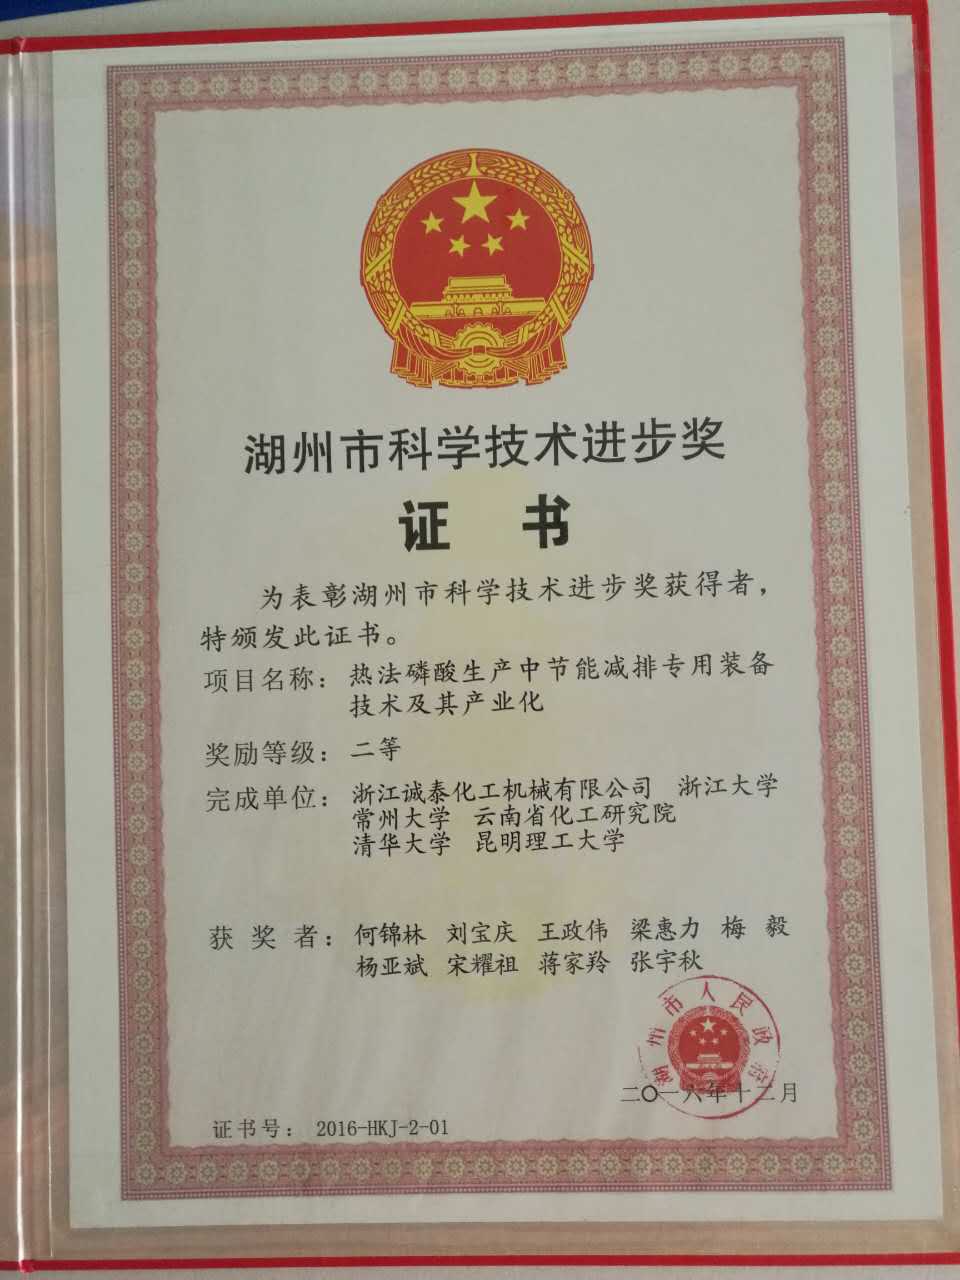 湖州市科学技术进步奖
证 书
为表彰湖州市科学技术进步奖获得者，
特颁发此证书。
项目名称： 热法磷酸生产中节能减排专用装备
技术及其产业化
奖励等级： 二等
完成单位： 浙江诚泰化工机械有限公司 浙江大学
常州大学 云南省化工研究院
清华大学 昆明理工大学
获 奖 者： 何锦林 刘宝庆 王政伟 梁惠力 梅 毅
杨亚斌 宋耀祖 蒋家羚 张宇秋
湖州市人民政府
二〇一六年十二月
证书号： 2016-HKJ-2-01